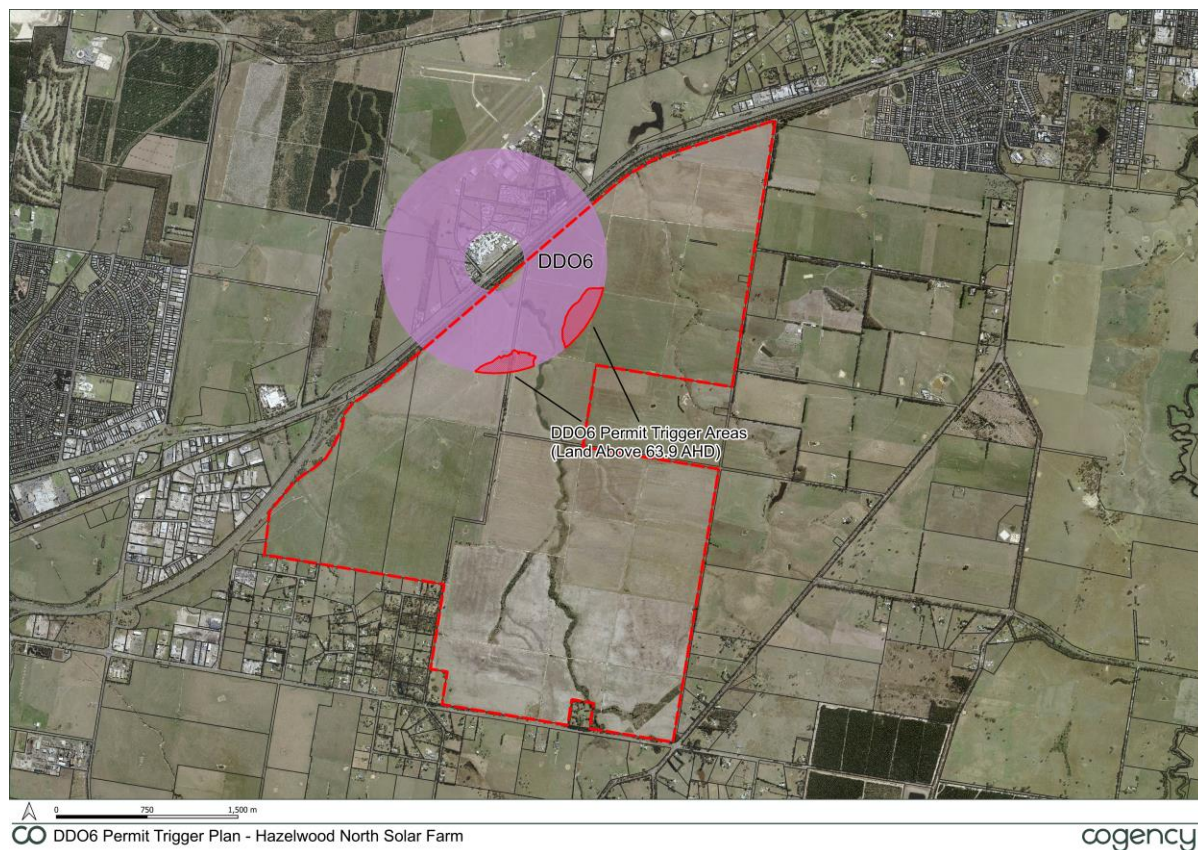 DDO6
DDO6 Permit Trigger Areas
(Land Above 63.9 AHD)
0 750 1,500 m
CO DDO6 Permit Trigger Plan - Hazelwood North Solar Farm
cogency